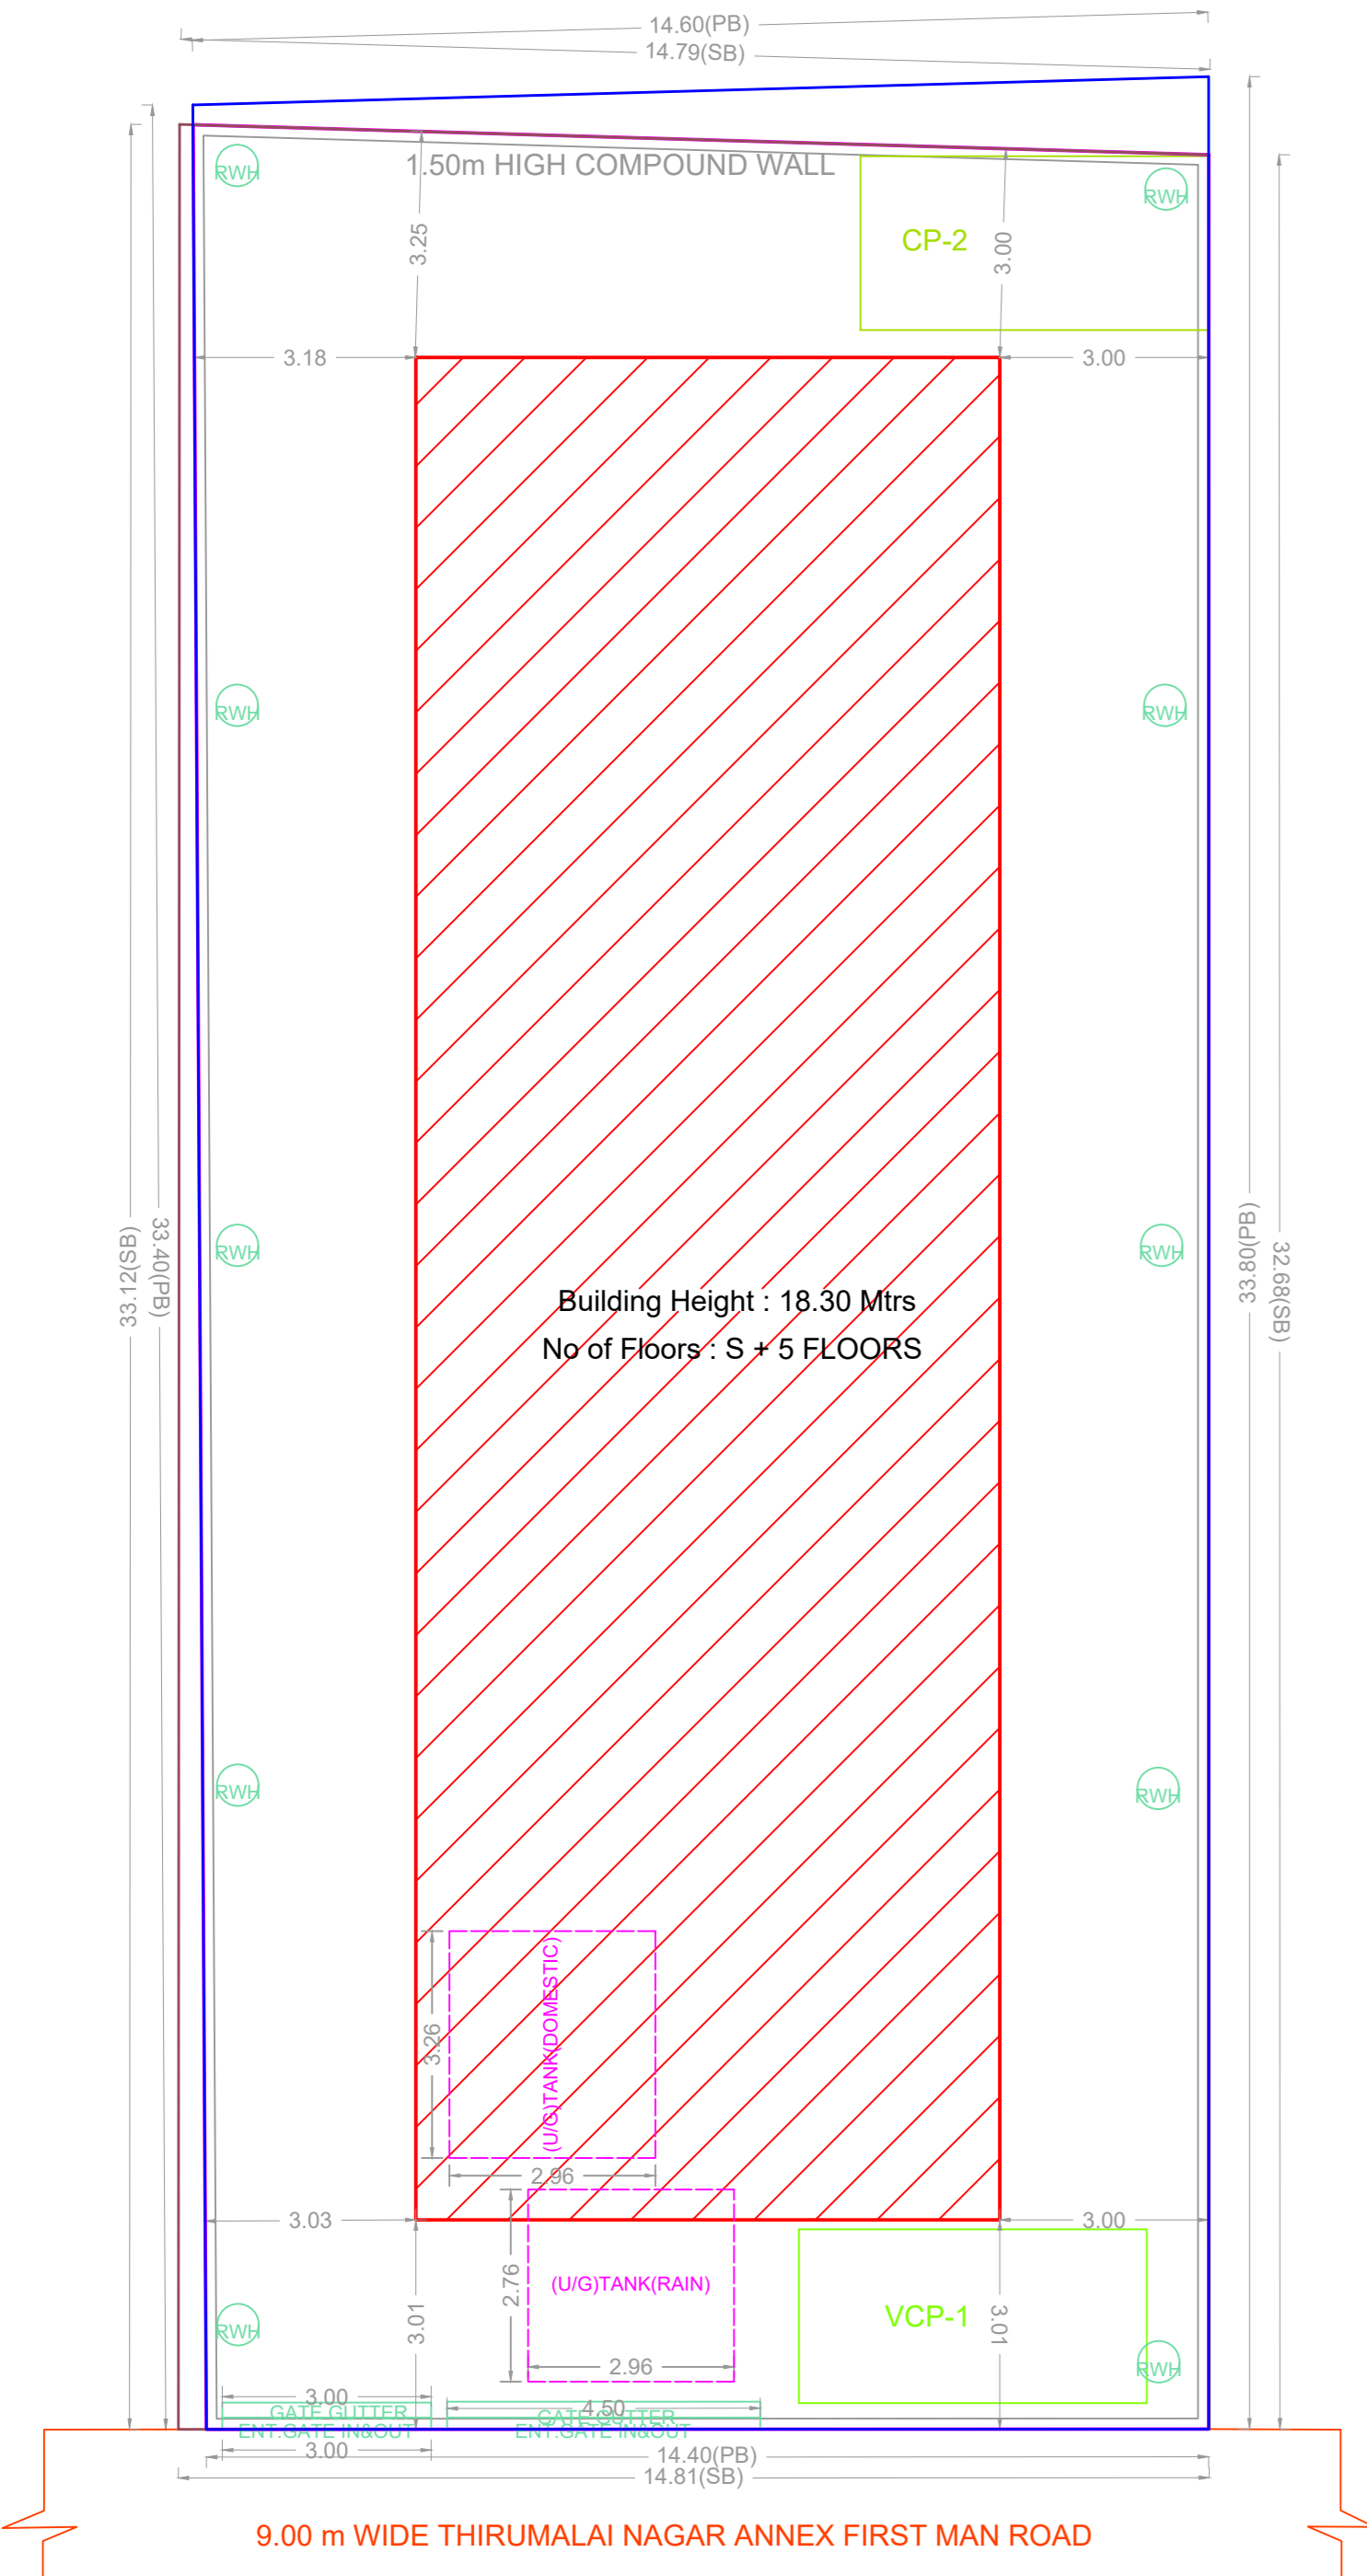 14.60(PB)
14.79(SB)
1.50m HIGH COMPOUND WALL
RWH
RWH
CP-2
3.25
3.00
3.18
3.00
RWH
RWH
33.12(SB)
33.40(PB)
33.80(PB)
32.68(SB)
RWH
RWH
Building Height : 18.30 Mtrs
No of Floors : S + 5 FLOORS
RWH
RWH
(U/G)TANK(DOMESTIC)
3.26
2.96
3.03
3.00
2.76
(U/G)TANK(RAIN)
VCP-1
3.01
3.01
RWH
RWH
2.96
3.00
4.50
GATE GUTTER
GATE GUTTER
ENT.GATE IN&OUT
ENT.GATE IN&OUT
3.00
14.40(PB)
14.81(SB)
9.00 m WIDE THIRUMALAI NAGAR ANNEX FIRST MAN ROAD